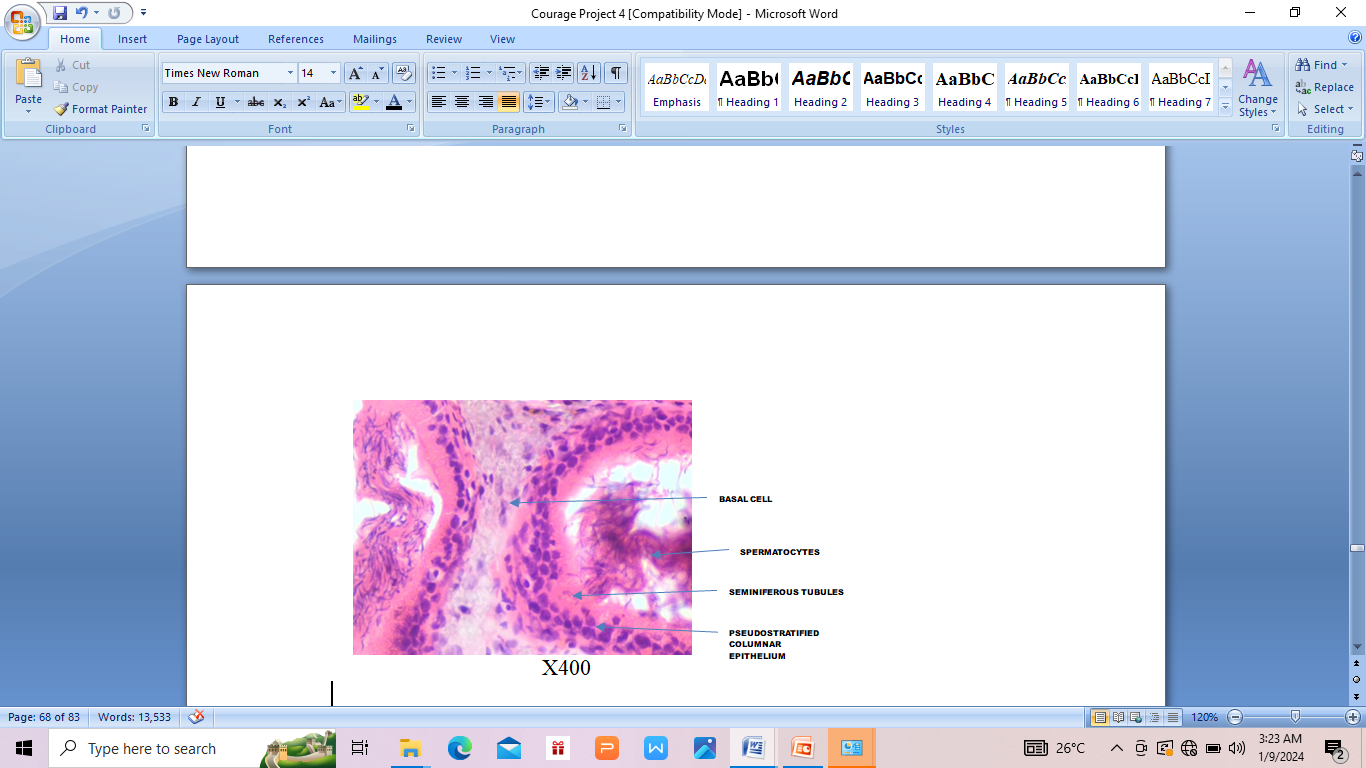 Courage Project 4 [Compatibility Mode] - Microsoft Word
Home Insert Page Layout References Mailings Review View
Paste
Cut
Copy
Format Painter
Clipboard
Times New Roman 14
B I U abc x₂ x² Aa
Font
Paragraph
AaBbCcDc AaBb( AaBbC AaBbCc AaBbC AaBbCc AaBbCcI AaBbCcI
Emphasis ¶ Heading 1 Heading 2 Heading 3 Heading 4 ¶ Heading 5 ¶ Heading 6 ¶ Heading 7
Change
Styles
Styles
Find
Replace
Select
Editing
BASAL CELL
SPERMATOCYTES
SEMINIFEROUS TUBULES
PSEUDOSTRATIFIED
COLUMNAR
EPITHELIUM
X400
Page: 68 of 83 Words: 13,533 120%
Type here to search
26°C
3:23 AM
1/9/2024
2